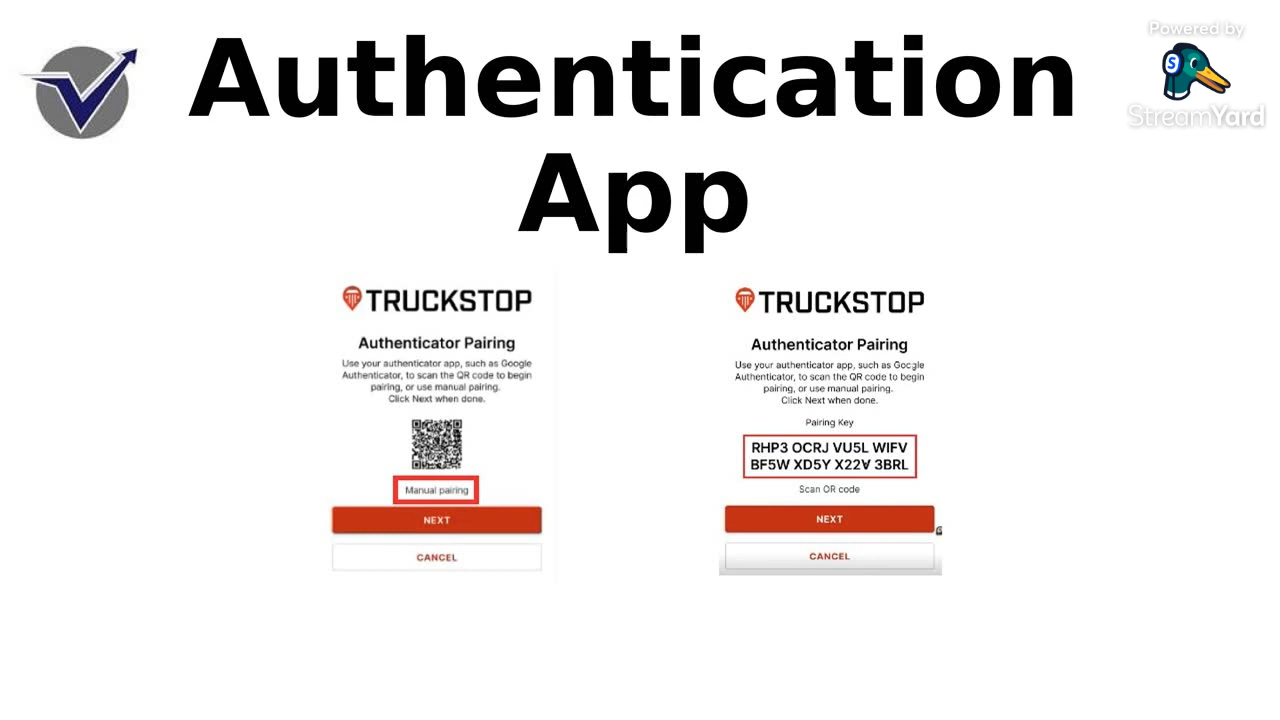 Authentication
App
Powered by
StreamYard
TRUCKSTOP
Authenticator Pairing
Use your authenticator app, such as Google
Authenticator, to scan the QR code to begin
pairing, or use manual pairing.
Click Next when done.
Manual pairing
NEXT
CANCEL
TRUCKSTOP
Authenticator Pairing
Use your authenticator app, such as Google
Authenticator, to scan the QR code to begin
pairing, or use manual pairing.
Click Next when done.
Pairing Key
RHP3 OCRJ VU5L WIFV
BF5W XD5Y 3BRL
Scan QR code
NEXT
CANCEL